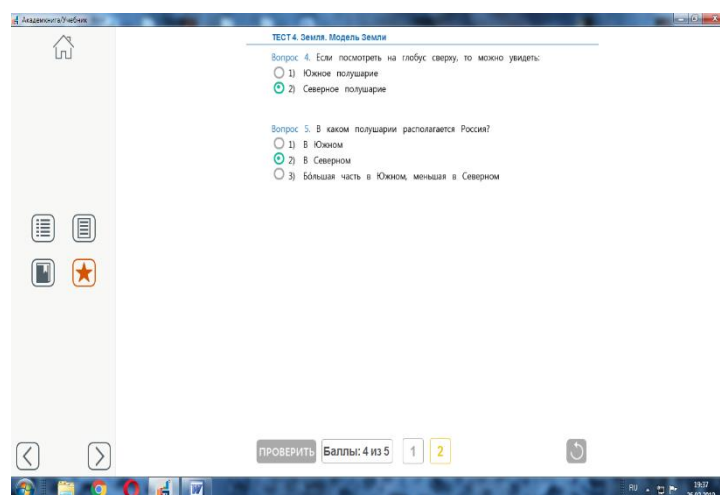 Академкнига/Учебник
ТЕСТ 4. Земля. Модель Земли
Вопрос 4. Если посмотреть на глобус сверху, то можно увидеть:
1) Южное полушарие
2) Северное полушарие
Вопрос 5. В каком полушарии располагается Россия?
1) В Южном
2) В Северном
3) Бо́льшая часть в Южном, меньшая в Северном
ПРОВЕРИТЬ Баллы: 4 из 5 1 2
RU 19:37